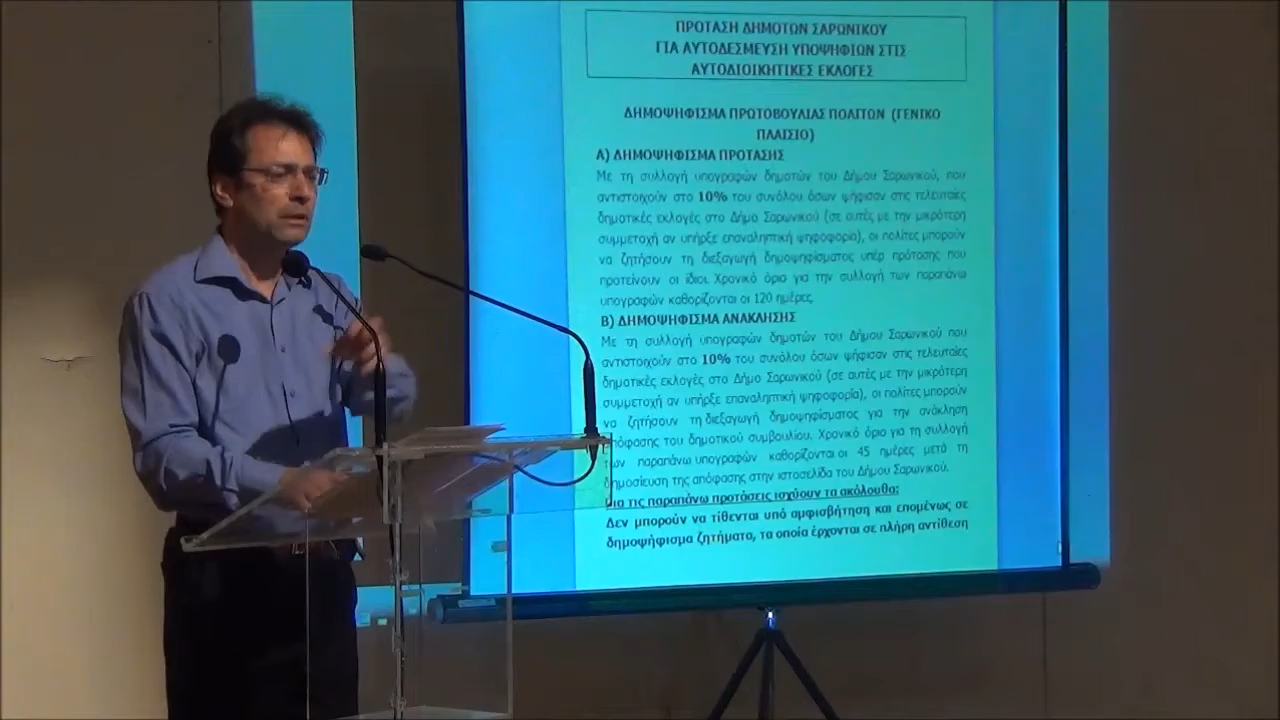 ΠΡΟΤΑΣΗ ΔΗΜΟΤΩΝ ΣΑΡΩΝΙΚΟΥ
ΓΙΑ ΑΥΤΟΔΕΣΜΕΥΣΗ ΥΠΟΨΗΦΙΩΝ ΣΤΙΣ
ΑΥΤΟΔΙΟΙΚΗΤΙΚΕΣ ΕΚΛΟΓΕΣ
ΔΗΜΟΨΗΦΙΣΜΑ ΠΡΩΤΟΒΟΥΛΙΑΣ ΠΟΛΙΤΩΝ (ΓΕΝΙΚΟ
ΠΛΑΙΣΙΟ)
Α) ΔΗΜΟΨΗΦΙΣΜΑ ΠΡΟΤΑΣΗΣ
Με τη συλλογή υπογραφών δημοτών του Δήμου Σαρωνικού, που
αντιστοιχούν στο 10% του συνόλου όσων ψήφισαν στις τελευταίες
δημοτικές εκλογές στο Δήμο Σαρωνικού (σε αυτές με την μικρότερη
συμμετοχή αν υπήρξε επαναληπτική ψηφοφορία), οι πολίτες μπορούν
να ζητήσουν τη διεξαγωγή δημοψηφίσματος υπέρ πρότασης που
προτείνουν οι ίδιοι. Χρονικό όριο για την συλλογή των παραπάνω
υπογραφών καθορίζονται οι 120 ημέρες.
Β) ΔΗΜΟΨΗΦΙΣΜΑ ΑΝΑΚΛΗΣΗΣ
Με τη συλλογή υπογραφών δημοτών του Δήμου Σαρωνικού που
αντιστοιχούν στο 10% του συνόλου όσων ψήφισαν στις τελευταίες
δημοτικές εκλογές στο Δήμο Σαρωνικού (σε αυτές με την μικρότερη
συμμετοχή αν υπήρξε επαναληπτική ψηφοφορία), οι πολίτες μπορούν
να ζητήσουν τη διεξαγωγή δημοψηφίσματος για την ανάκληση
απόφασης του δημοτικού συμβουλίου. Χρονικό όριο για τη συλλογή
των παραπάνω υπογραφών καθορίζονται οι 45 ημέρες μετά τη
δημοσίευση της απόφασης στην ιστοσελίδα του Δήμου Σαρωνικού.
Για τις παραπάνω προτάσεις ισχύουν τα ακόλουθα:
Δεν μπορούν να τίθενται υπό αμφισβήτηση και επομένως σε
δημοψήφισμα ζητήματα, τα οποία έρχονται σε πλήρη αντίθεση